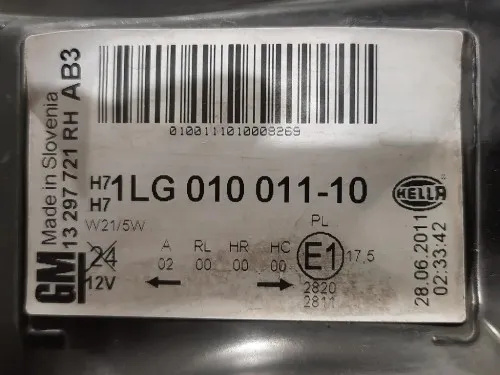 0100111010009269
H7
H7
1LG 010 011-10
W21/5W
24
12V
A RL HR HC
02 00 00 00
PL
E1
17,5
2820
2811
GM
Made in Slovenia
13 297 721 RH AB3
HELLA
28.06.2011
02:33:42